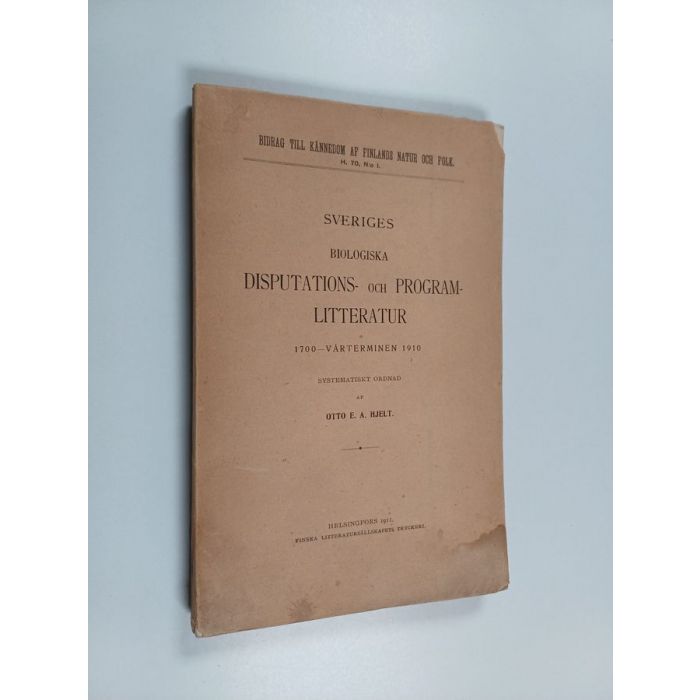 BIDRAG TILL KÄNNEDOM AF FINLANDS NATUR OCH FOLK.
H. 70, N:o 1.
SVERIGES
BIOLOGISKA
DISPUTATIONS- OCH PROGRAM-
LITTERATUR
1700—VÅRTERMINEN 1910
SYSTEMATISKT ORDNAD
AF
OTTO E. A. HJELT.
HELSINGFORS 1911.
FINSKA LITTERATURSÄLLSKAPETS TRYCKERI.